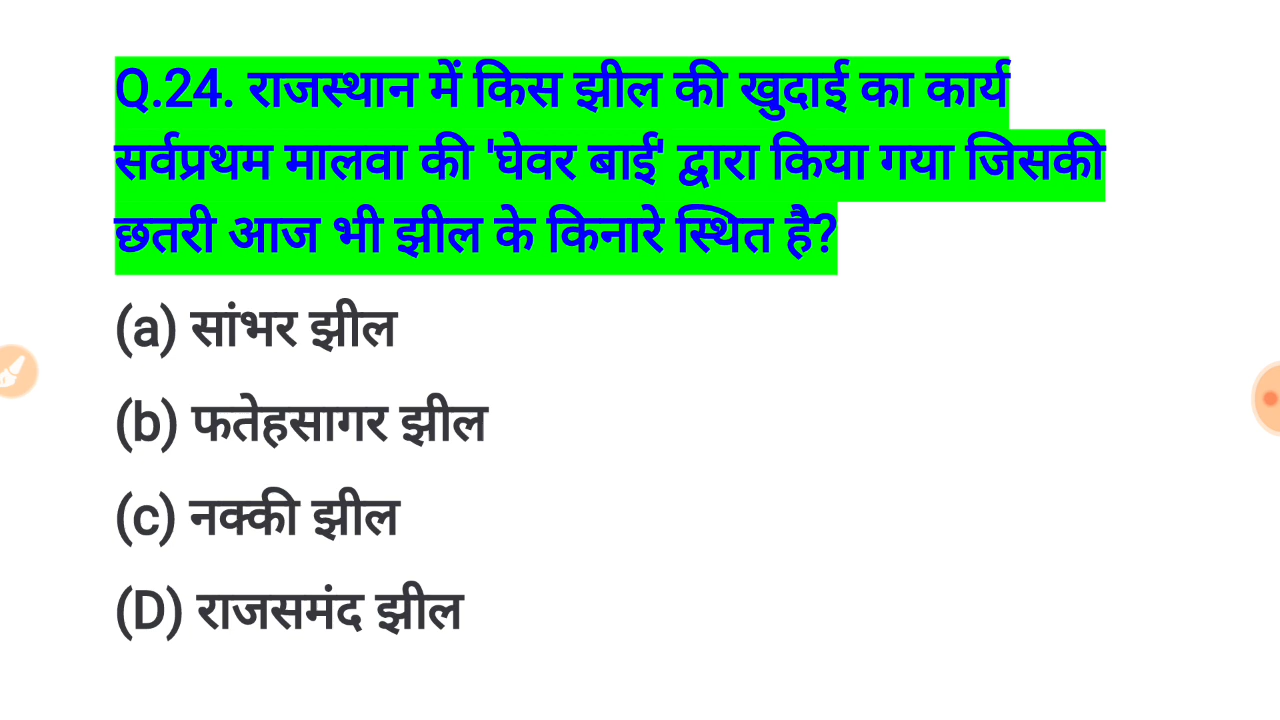 Q.24. राजस्थान में किस झील की खुदाई का कार्य
सर्वप्रथम मालवा की 'घेवर बाई' द्वारा किया गया जिसकी
छतरी आज भी झील के किनारे स्थित है?
(a) सांभर झील
(b) फतेहसागर झील
(c) नक्की झील
(D) राजसमंद झील